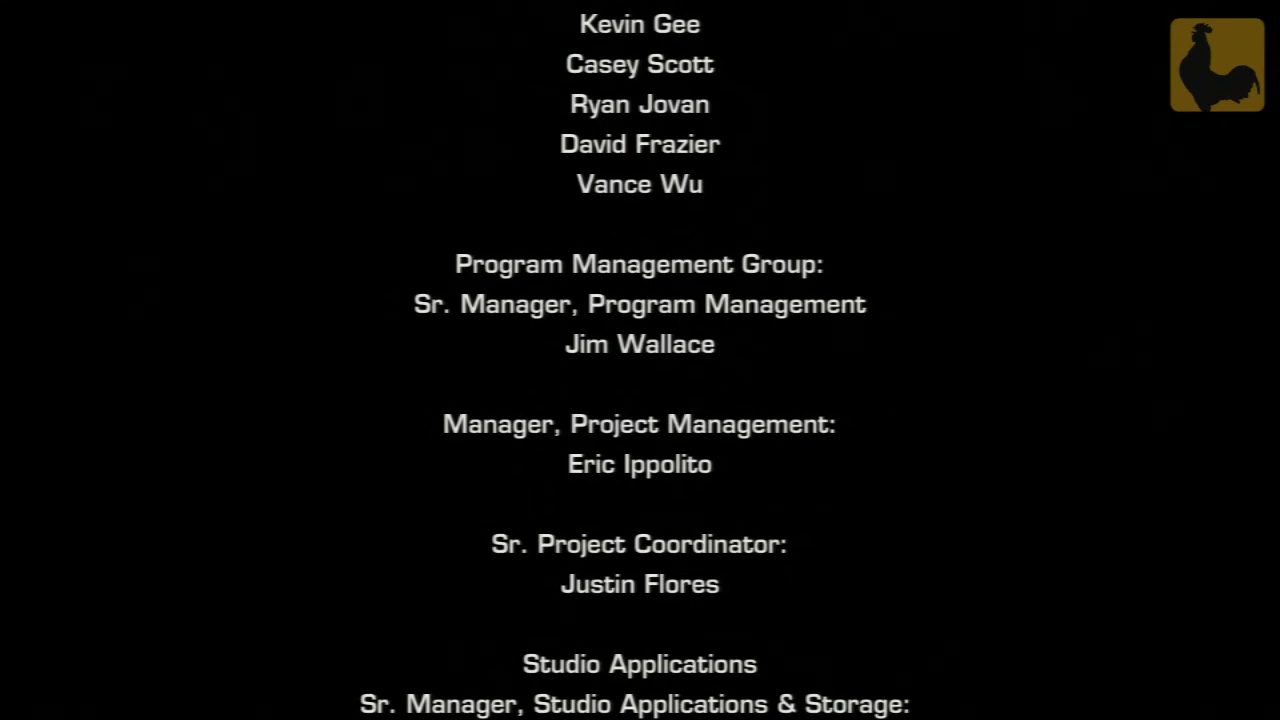 Kevin Gee
Casey Scott
Ryan Jovan
David Frazier
Vance Wu
Program Management Group:
Sr. Manager, Program Management
Jim Wallace
Manager, Project Management:
Eric Ippolito
Sr. Project Coordinator:
Justin Flores
Studio Applications
Sr. Manager, Studio Applications & Storage: